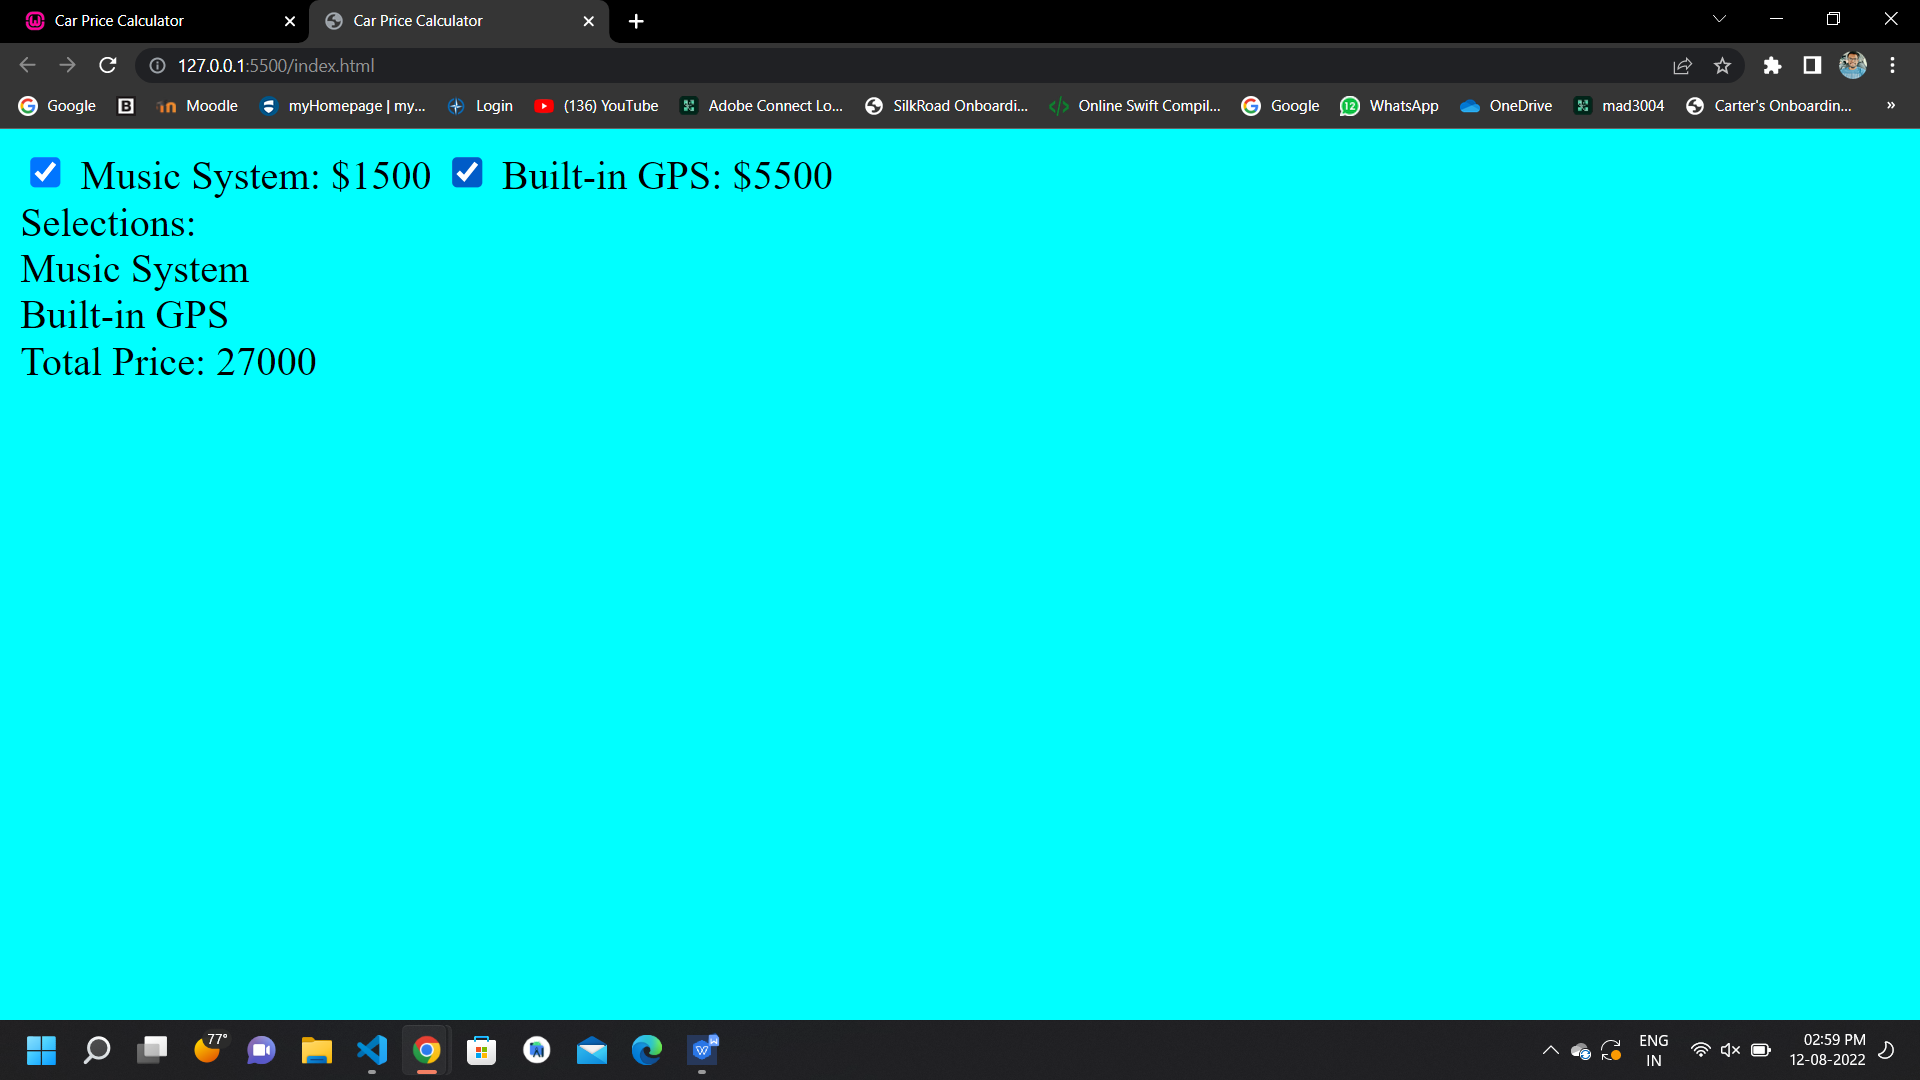 Car Price Calculator
Car Price Calculator
127.0.0.1:5500/index.html
Google
B
Moodle
myHomepage | my...
Login
(136) YouTube
Adobe Connect Lo...
SilkRoad Onboardi...
Online Swift Compil...
Google
12
WhatsApp
OneDrive
mad3004
Carter's Onboardin...
»
Music System: $1500 Built-in GPS: $5500
Selections:
Music System
Built-in GPS
Total Price: 27000
77°
ENG
IN
02:59 PM
12-08-2022